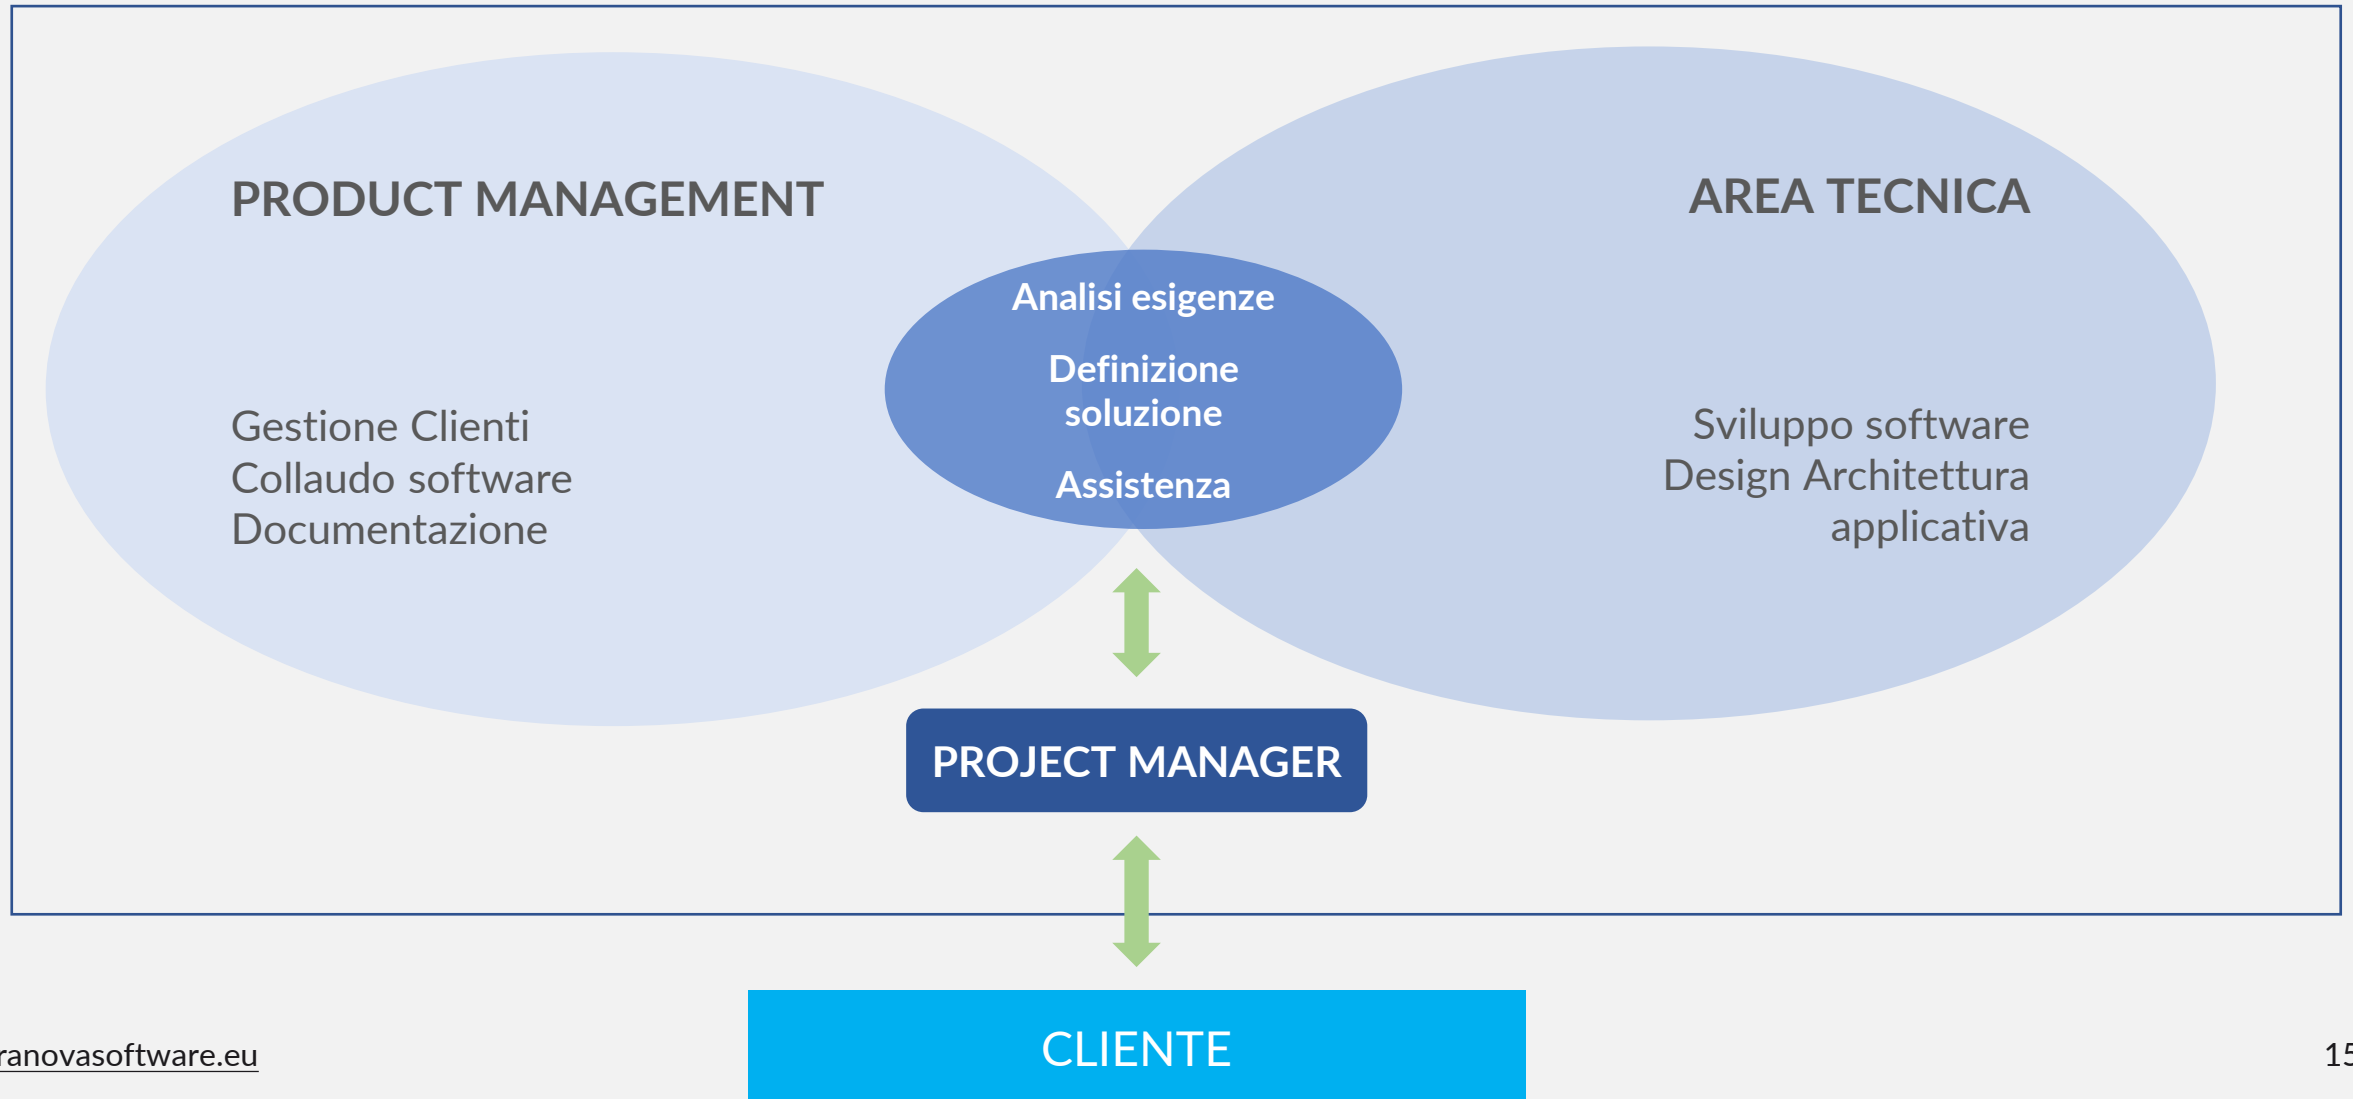 PRODUCT MANAGEMENT
Gestione Clienti
Collaudo software
Documentazione
Analisi esigenze
Definizione
soluzione
Assistenza
AREA TECNICA
Sviluppo software
Design Architettura
applicativa
PROJECT MANAGER
CLIENTE
ranovasoftware.eu
15